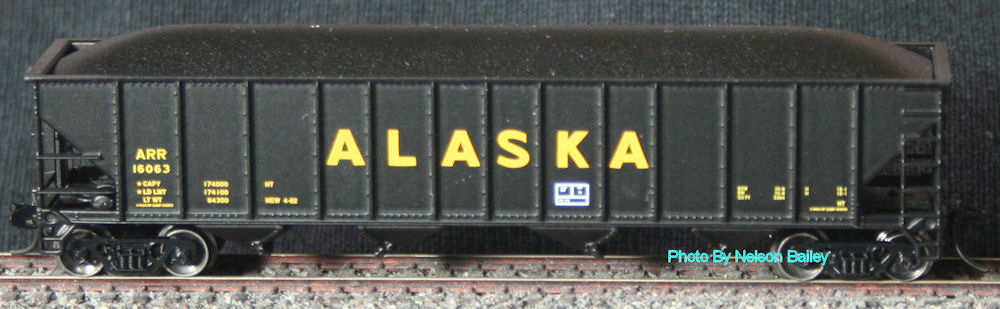 ALASKA
ARR
16063
★ CAPY 174000 HT
★ LD LMT 174100
LT WT 64300 NEW 4-82
HT
Photo By Nelson Bailey